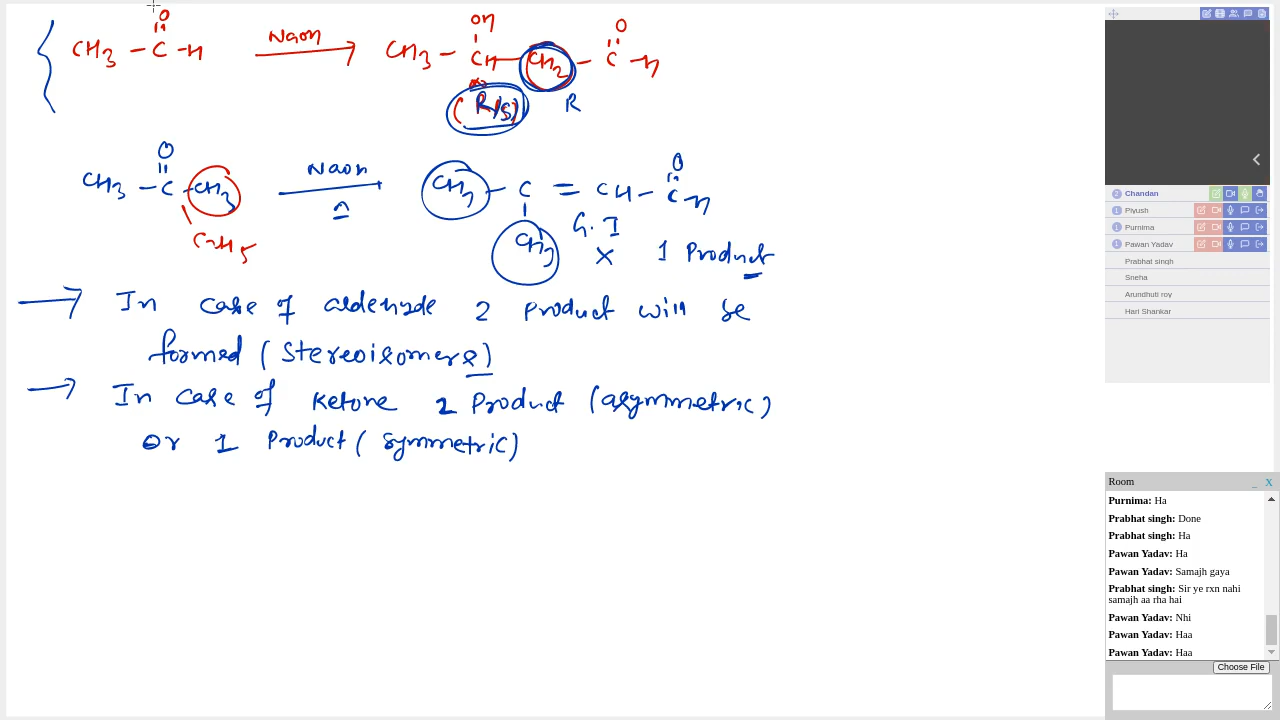 O OH O
CH3 - C - H NaOH CH3 - CH - CH2 - C - H
(R/S) R
O O
CH3 - C - CH3 NaOH CH3 - C = CH - C - H
C2H5 Δ CH3 G.I
X 1 Product
In case of aldehyde 2 product will be
formed (stereoisomers)
In case of ketone 2 Product (asymmetric)
or 1 Product (symmetric)
Chandan
Piyush
Purnima
Pawan Yadav
Prabhat singh
Sneha
Arundhuti roy
Hari Shankar
Room _ X
Purnima: Ha
Prabhat singh: Done
Prabhat singh: Ha
Pawan Yadav: Ha
Pawan Yadav: Samajh gaya
Prabhat singh: Sir ye rxn nahi
samajh aa rha hai
Pawan Yadav: Nhi
Pawan Yadav: Haa
Pawan Yadav: Haa
Choose File